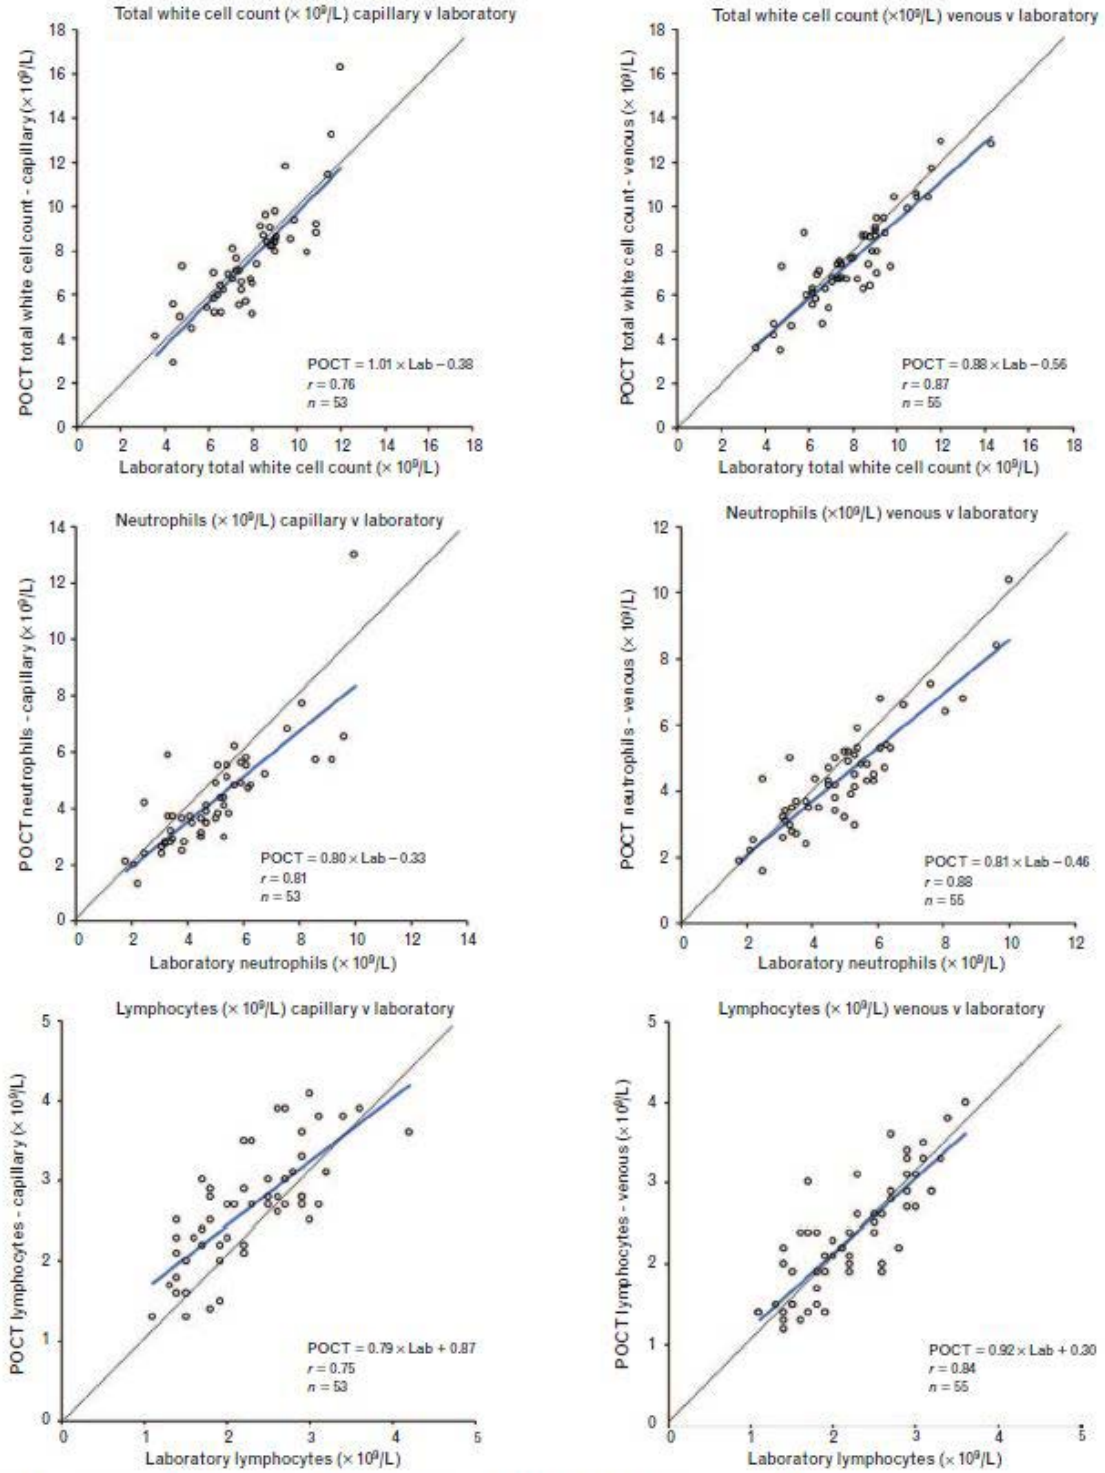 Total white cell count (× 10⁹/L) capillary v laboratory
18
16
14
12
10
8
6
4
2
0
POCT total white cell count - capillary (× 10⁹/L)
POCT = 1.01 × Lab – 0.38
r = 0.76
n = 53
0 2 4 6 8 10 12 14 16 18
Laboratory total white cell count (× 10⁹/L)
Total white cell count (×10⁹/L) venous v laboratory
18
16
14
12
10
8
6
4
2
0
POCT total white cell count - venous (× 10⁹/L)
POCT = 0.88 × Lab – 0.56
r = 0.87
n = 55
0 2 4 6 8 10 12 14 16 18
Laboratory total white cell count (× 10⁹/L)
Neutrophils (× 10⁹/L) capillary v laboratory
14
12
10
8
6
4
2
0
POCT neutrophils - capillary (× 10⁹/L)
POCT = 0.80 × Lab – 0.33
r = 0.81
n = 53
0 2 4 6 8 10 12 14
Laboratory neutrophils (× 10⁹/L)
Neutrophils (×10⁹/L) venous v laboratory
12
10
8
6
4
2
0
POCT neutrophils - venous (× 10⁹/L)
POCT = 0.81 × Lab – 0.46
r = 0.88
n = 55
0 2 4 6 8 10 12
Laboratory neutrophils (× 10⁹/L)
Lymphocytes (× 10⁹/L) capillary v laboratory
5
4
3
2
1
0
POCT lymphocytes - capillary (× 10⁹/L)
POCT = 0.79 × Lab + 0.87
r = 0.75
n = 53
0 1 2 3 4 5
Laboratory lymphocytes (× 10⁹/L)
Lymphocytes (× 10⁹/L) venous v laboratory
5
4
3
2
1
0
POCT lymphocytes - venous (× 10⁹/L)
POCT = 0.92 × Lab + 0.30
r = 0.84
n = 55
0 1 2 3 4 5
Laboratory lymphocytes (× 10⁹/L)